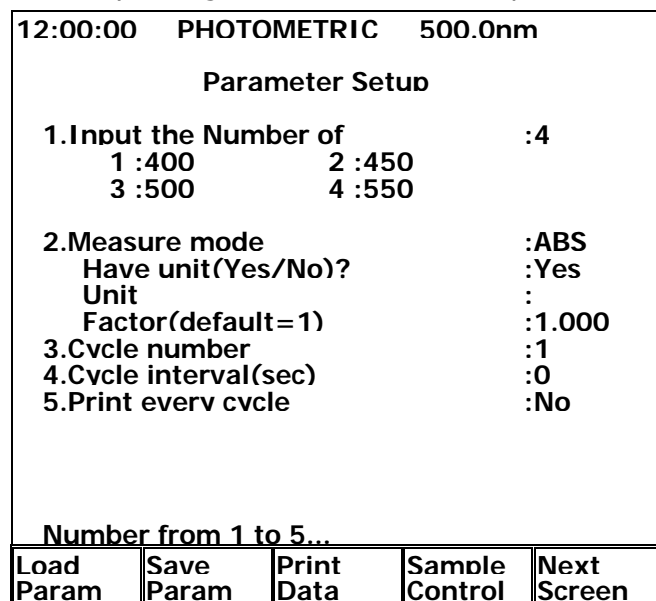 12:00:00 PHOTOMETRIC 500.0nm
Parameter Setup
1.Input the Number of :4
1 :400 2 :450
3 :500 4 :550
2.Measure mode :ABS
Have unit(Yes/No)? :Yes
Unit :
Factor(default=1) :1.000
3.Cycle number :1
4.Cycle interval(sec) :0
5.Print every cycle :No
Number from 1 to 5...
Load Save Print Sample Next
Param Param Data Control Screen